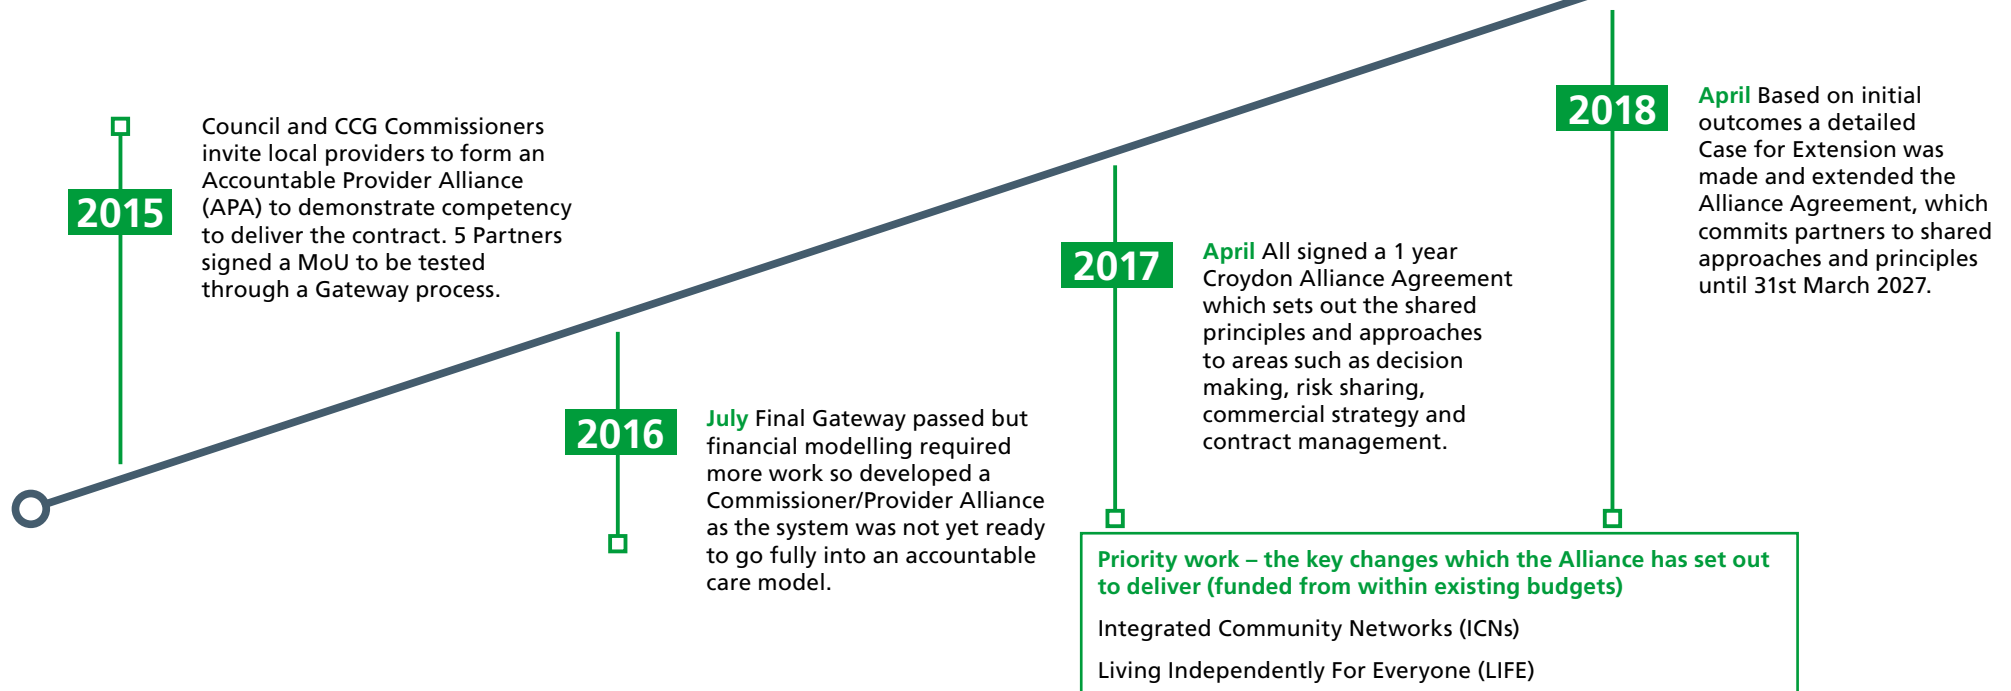 2015
Council and CCG Commissioners
invite local providers to form an
Accountable Provider Alliance
(APA) to demonstrate competency
to deliver the contract. 5 Partners
signed a MoU to be tested
through a Gateway process.
2016
July Final Gateway passed but
financial modelling required
more work so developed a
Commissioner/Provider Alliance
as the system was not yet ready
to go fully into an accountable
care model.
2017
April All signed a 1 year
Croydon Alliance Agreement
which sets out the shared
principles and approaches
to areas such as decision
making, risk sharing,
commercial strategy and
contract management.
2018
April Based on initial
outcomes a detailed
Case for Extension was
made and extended the
Alliance Agreement, which
commits partners to shared
approaches and principles
until 31st March 2027.
Priority work – the key changes which the Alliance has set out
to deliver (funded from within existing budgets)
Integrated Community Networks (ICNs)
Living Independently For Everyone (LIFE)